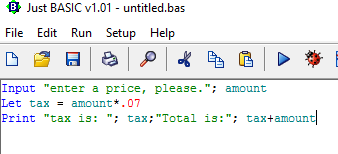 Just BASIC v1.01 - untitled.bas
File Edit Run Setup Help
Input "enter a price, please."; amount
Let tax = amount*.07
Print "tax is: "; tax;"Total is:"; tax+amount